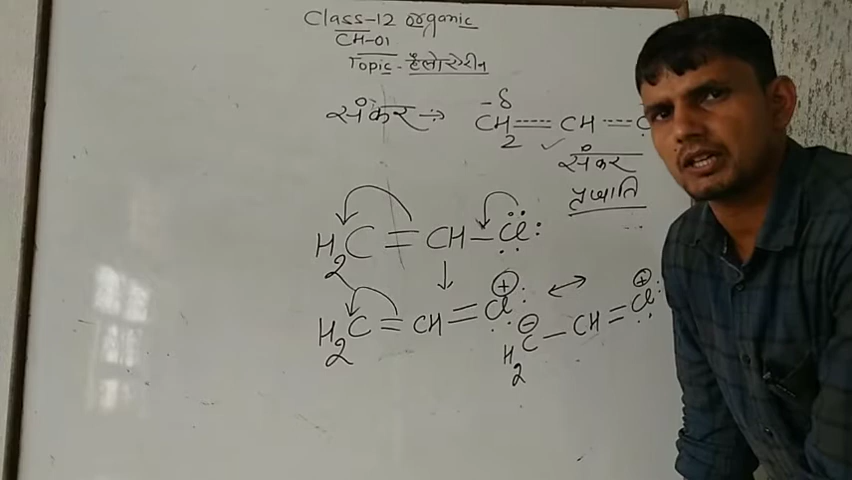 Class-12 organic
CH-01
Topic- हैलोएरीन
संकर → CH2 ==== CH ==== C
-δ
संकर
प्रजाति
H2C = CH — Cl
↓
H2C = CH = Cl ⊕ ↔ H2C ⊖ — CH = Cl ⊕